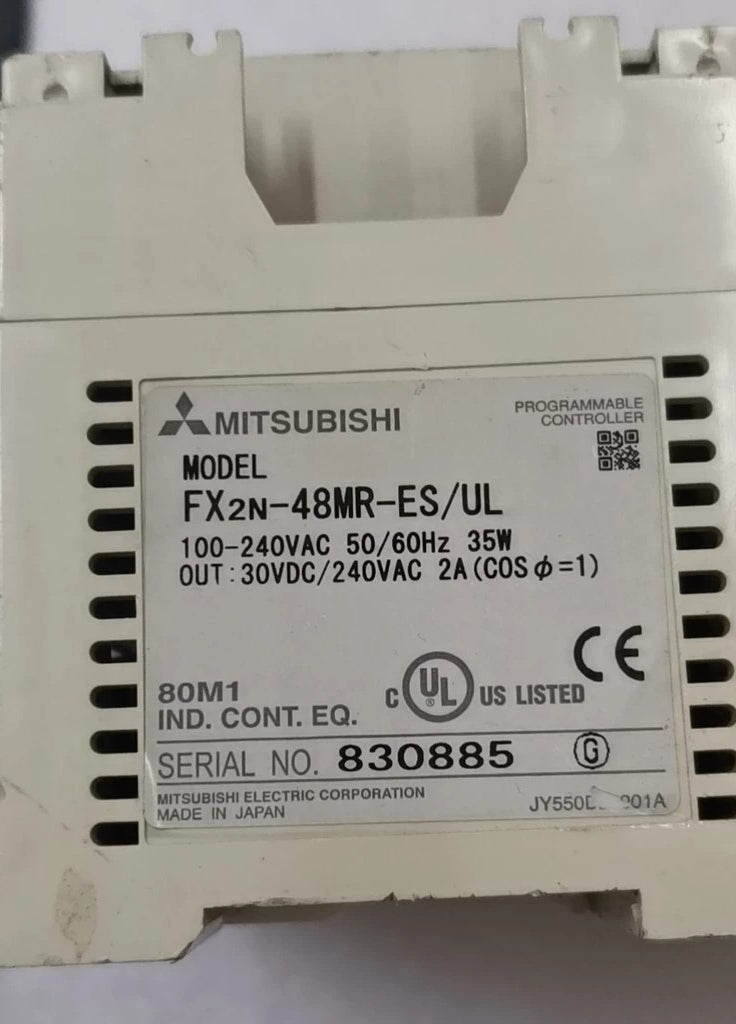 MITSUBISHI
PROGRAMMABLE
CONTROLLER
MODEL
FX2N-48MR-ES/UL
100-240VAC 50/60Hz 35W
OUT:30VDC/240VAC 2A(COSφ=1)
CE
80M1
IND. CONT. EQ.
C UL® US LISTED
SERIAL NO. 830885 G
MITSUBISHI ELECTRIC CORPORATION
MADE IN JAPAN